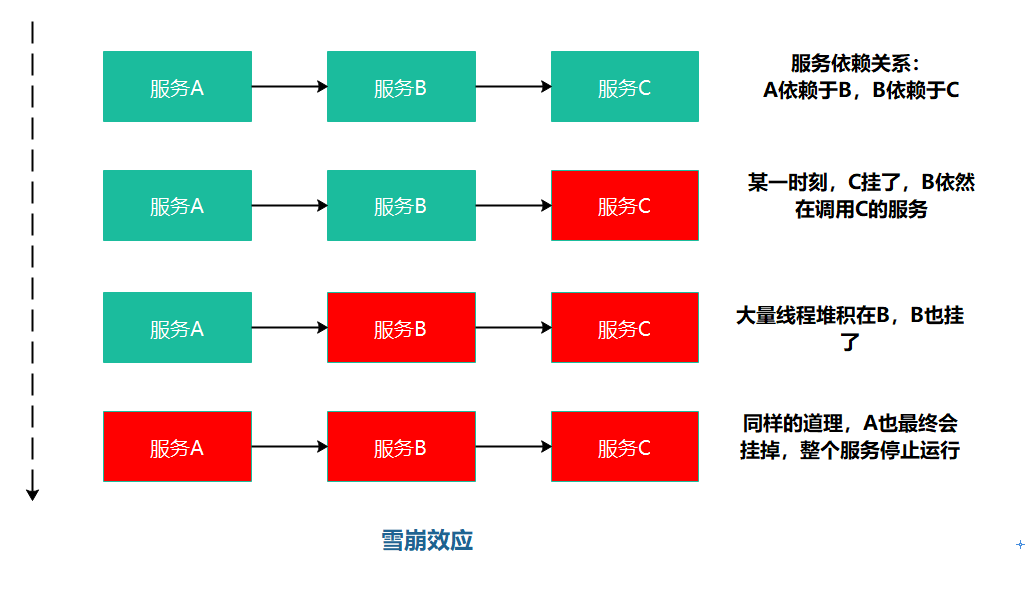 服务A
服务B
服务C
服务依赖关系：
A依赖于B，B依赖于C
服务A
服务B
服务C
某一时刻，C挂了，B依然
在调用C的服务
服务A
服务B
服务C
大量线程堆积在B，B也挂
了
服务A
服务B
服务C
同样的道理，A也最终会
挂掉，整个服务停止运行
雪崩效应